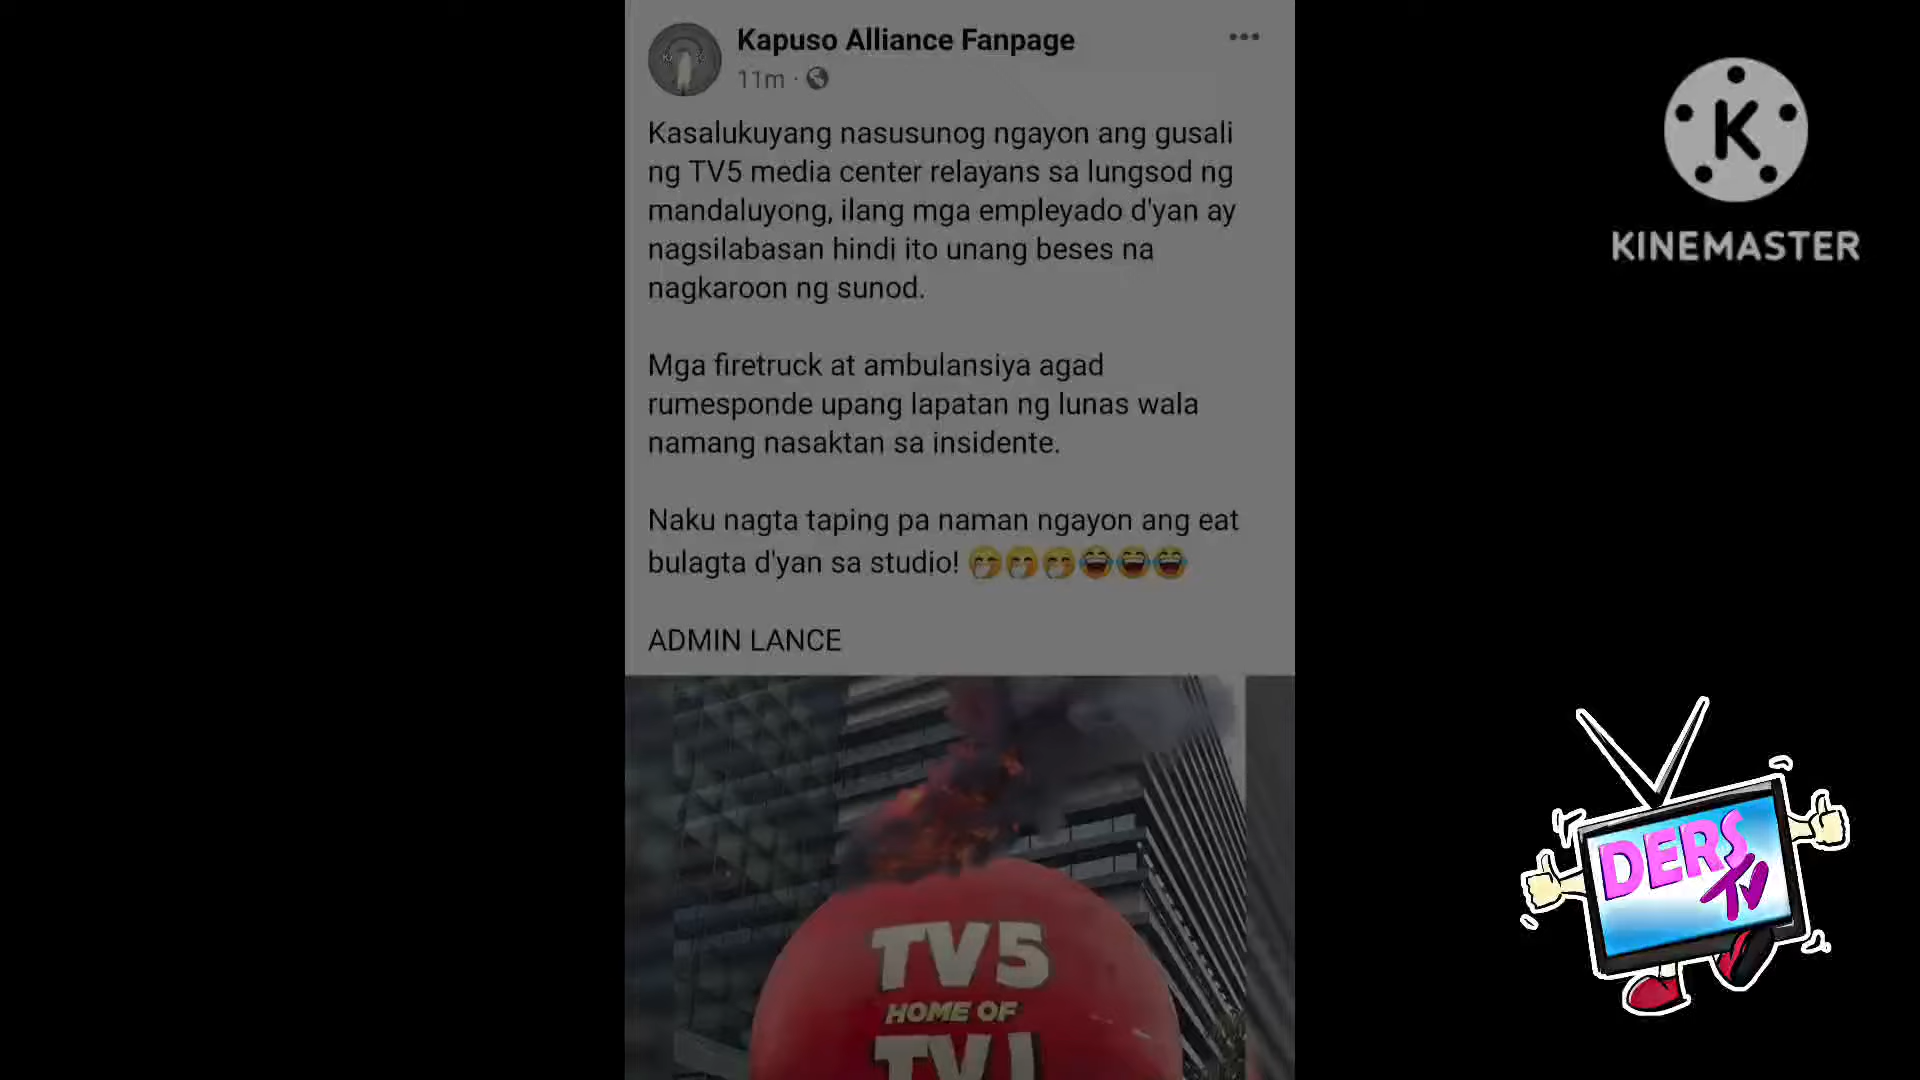 Kapuso Alliance Fanpage
11m ·
Kasalukuyang nasusunog ngayon ang gusali
ng TV5 media center relayans sa lungsod ng
mandaluyong, ilang mga empleyado d'yan ay
nagsilabasan hindi ito unang beses na
nagkaroon ng sunod.
Mga firetruck at ambulansiya agad
rumesponde upang lapatan ng lunas wala
namang nasaktan sa insidente.
Naku nagta taping pa naman ngayon ang eat
bulagta d'yan sa studio! 🤭🤭🤭😂😂😂
ADMIN LANCE
TV5
HOME OF
TVJ
K
KINEMASTER
DERS
TV